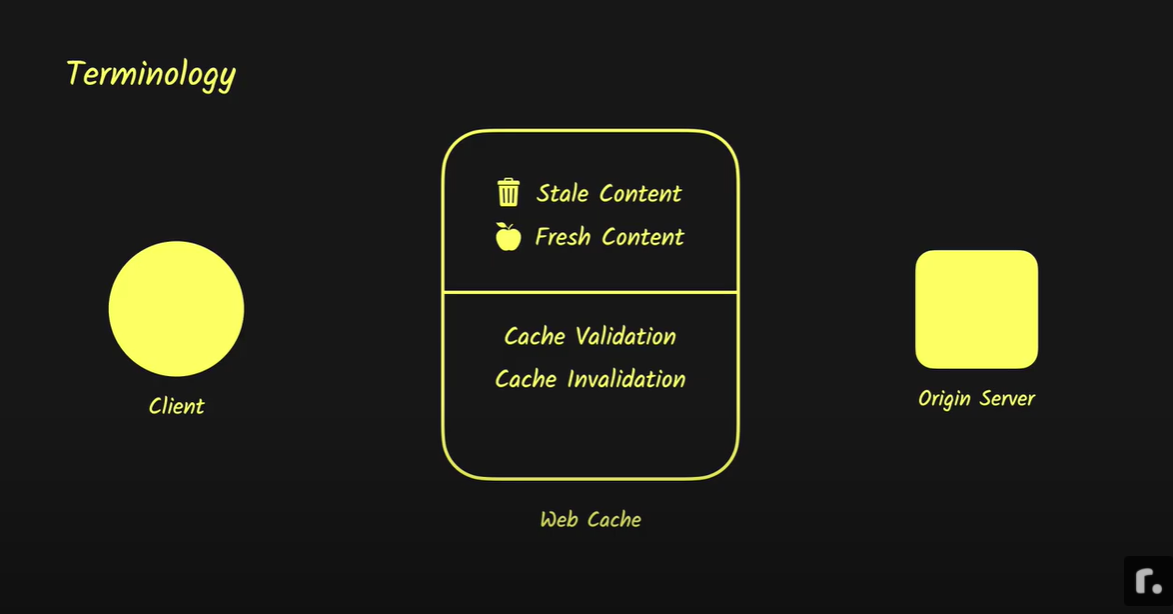 Terminology
Stale Content
Fresh Content
Cache Validation
Cache Invalidation
Client
Origin Server
Web Cache
r.